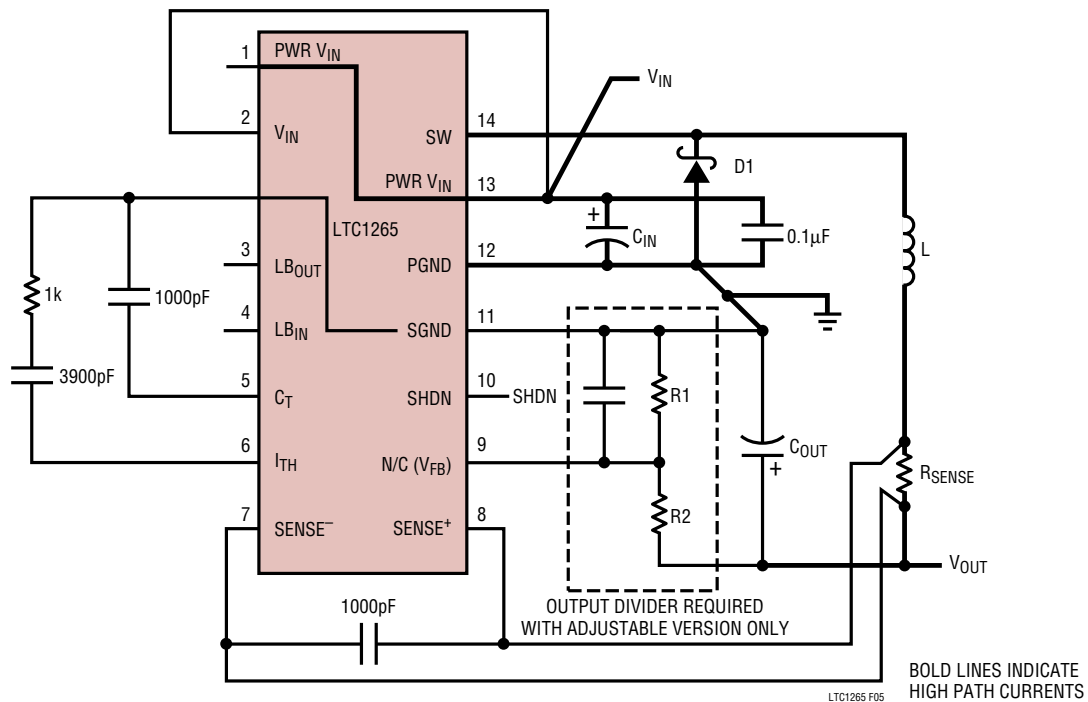 1
PWR VIN
2
VIN
LTC1265
3
LBOUT
4
LBIN
5
CT
6
ITH
7
SENSE–
14
SW
13
PWR VIN
12
PGND
11
SGND
10
SHDN
SHDN
9
N/C (VFB)
8
SENSE+
1k
1000pF
3900pF
1000pF
VIN
D1
+
CIN
0.1µF
L
R1
R2
COUT
+
RSENSE
VOUT
OUTPUT DIVIDER REQUIRED
WITH ADJUSTABLE VERSION ONLY
BOLD LINES INDICATE
HIGH PATH CURRENTS
LTC1265 F05